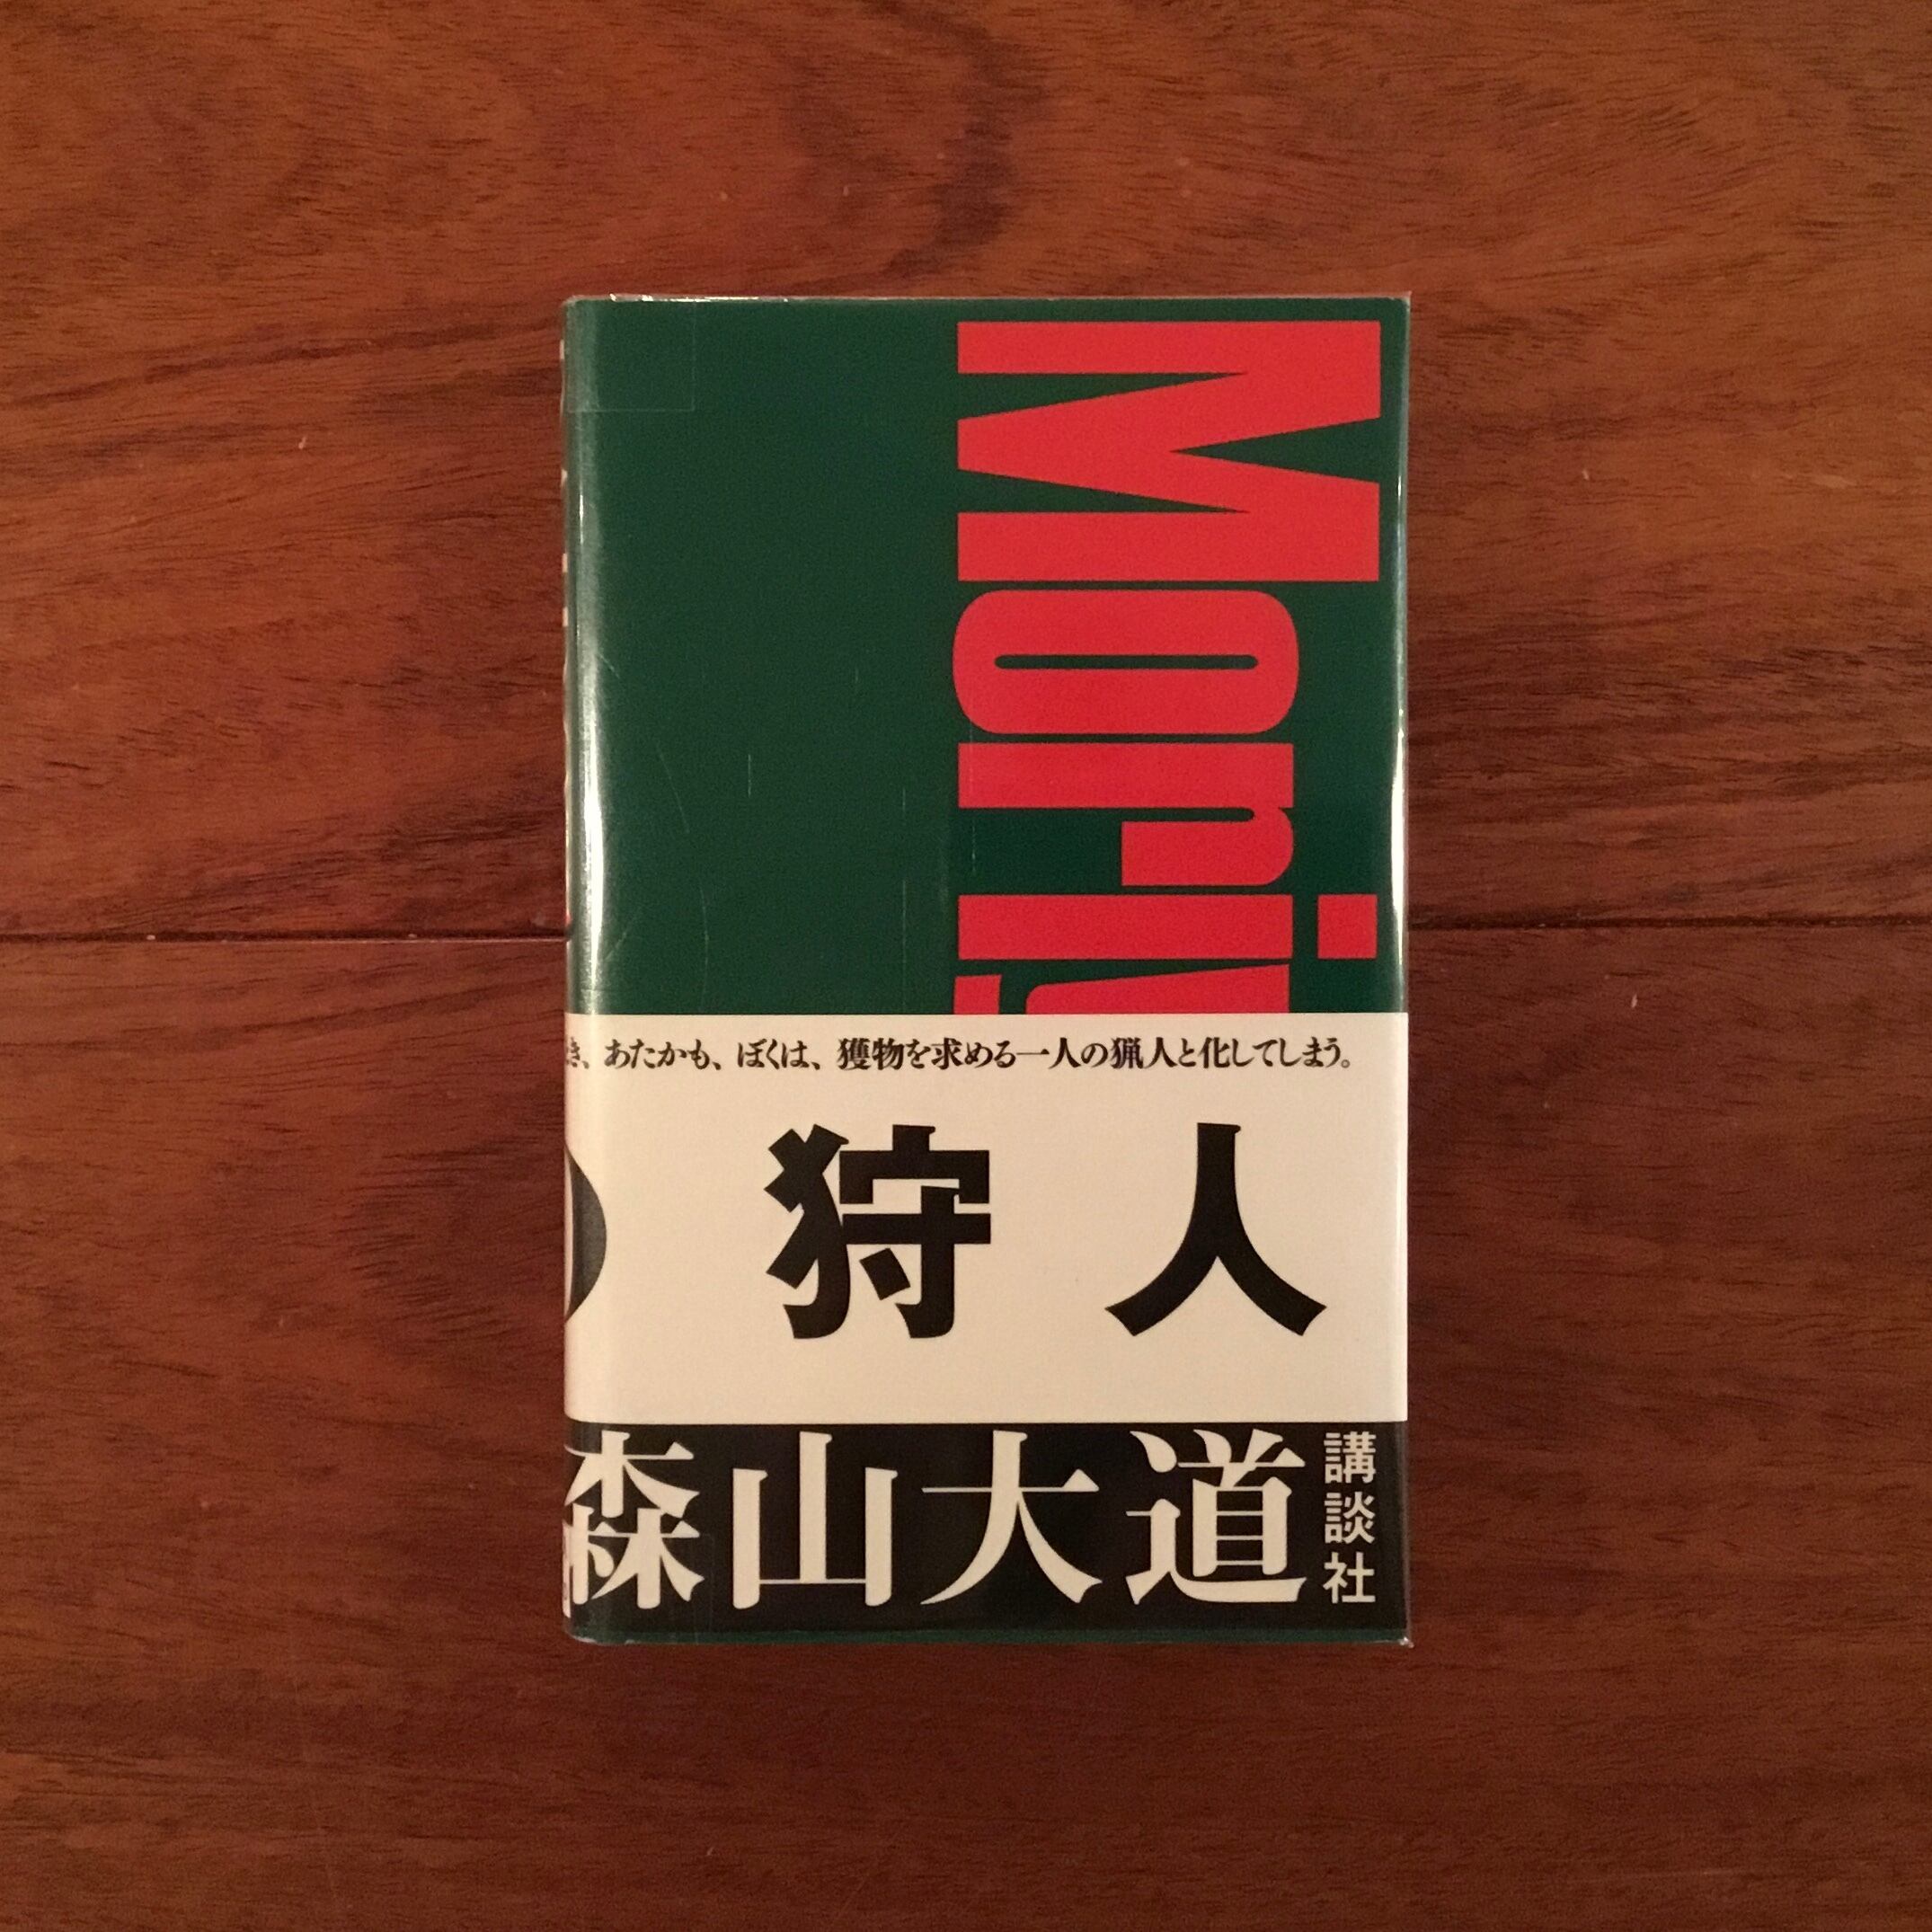 Moriy
き、あたかも、ぼくは、獲物を求める一人の猟人と化してしまう。
狩人
森山大道
講談社